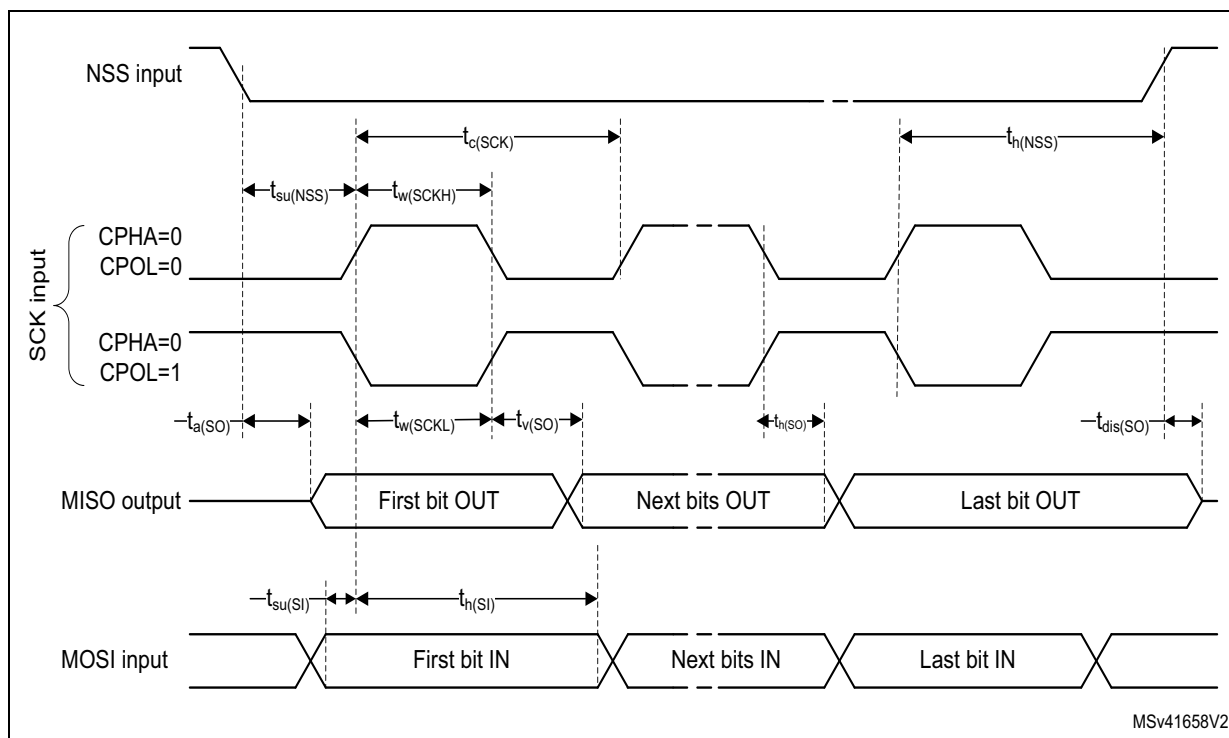 NSS input
tc(SCK)
th(NSS)
tsu(NSS)
tw(SCKH)
SCK input
CPHA=0
CPOL=0
CPHA=0
CPOL=1
ta(SO)
tw(SCKL)
tv(SO)
th(SO)
tdis(SO)
MISO output
First bit OUT
Next bits OUT
Last bit OUT
tsu(SI)
th(SI)
MOSI input
First bit IN
Next bits IN
Last bit IN
MSv41658V2